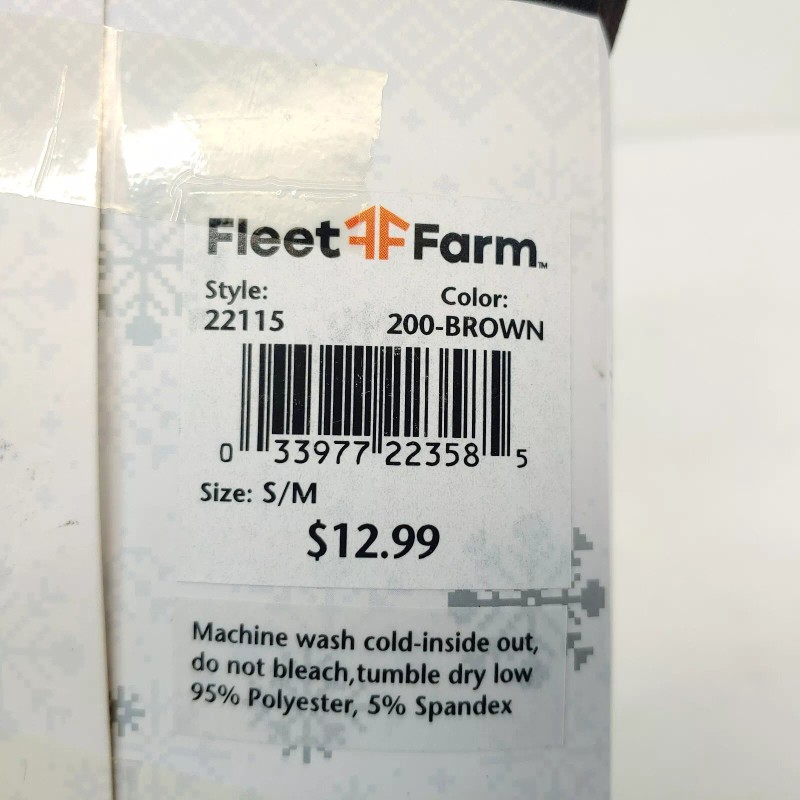 Fleet Farm™
Style: Color:
22115 200-BROWN
0 33977 22358 5
Size: S/M
$12.99
Machine wash cold-inside out,
do not bleach,tumble dry low
95% Polyester, 5% Spandex